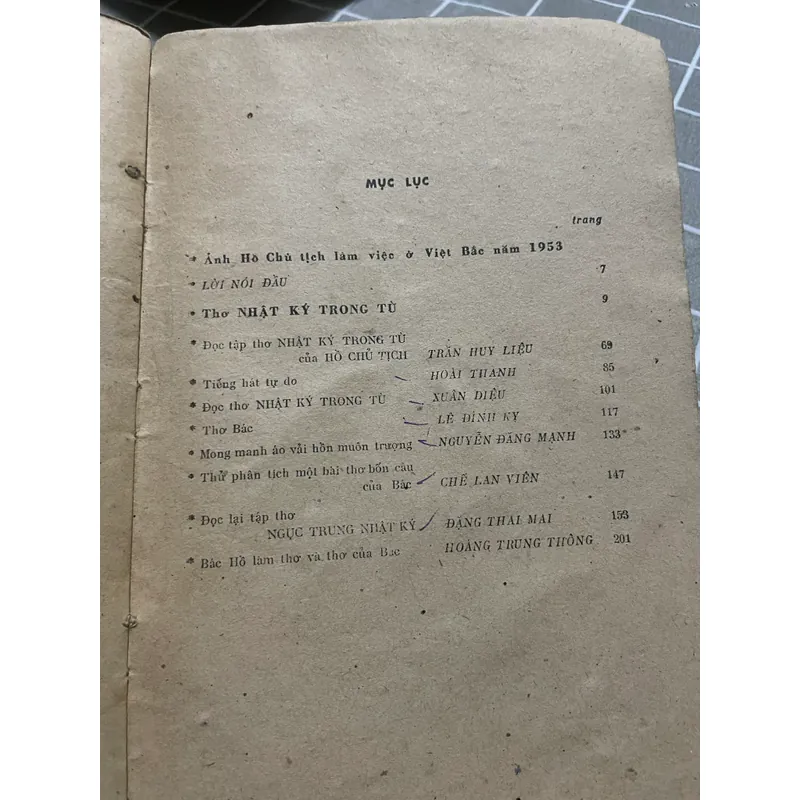 MỤC LỤC
trang
* Ảnh Hồ Chủ tịch làm việc ở Việt Bắc năm 1953
* LỜI NÓI ĐẦU 7
* Thơ NHẬT KÝ TRONG TÙ 9
* Đọc tập thơ NHẬT KÝ TRONG TÙ
của HỒ CHỦ TỊCH TRẦN HUY LIỆU 69
* Tiếng hát tự do HOÀI THANH 85
* Đọc thơ NHẬT KÝ TRONG TÙ XUÂN DIỆU 101
* Thơ Bác LÊ ĐÌNH KỴ 117
* Mong manh áo vải hồn muôn trượng NGUYỄN ĐĂNG MẠNH 133
* Thử phân tích một bài thơ bốn câu
của Bác CHẾ LAN VIÊN 147
* Đọc lại tập thơ
NGỤC TRUNG NHẬT KÝ ĐẶNG THAI MAI 153
* Bác Hồ làm thơ và thơ của Bác HOÀNG TRUNG THÔNG 201